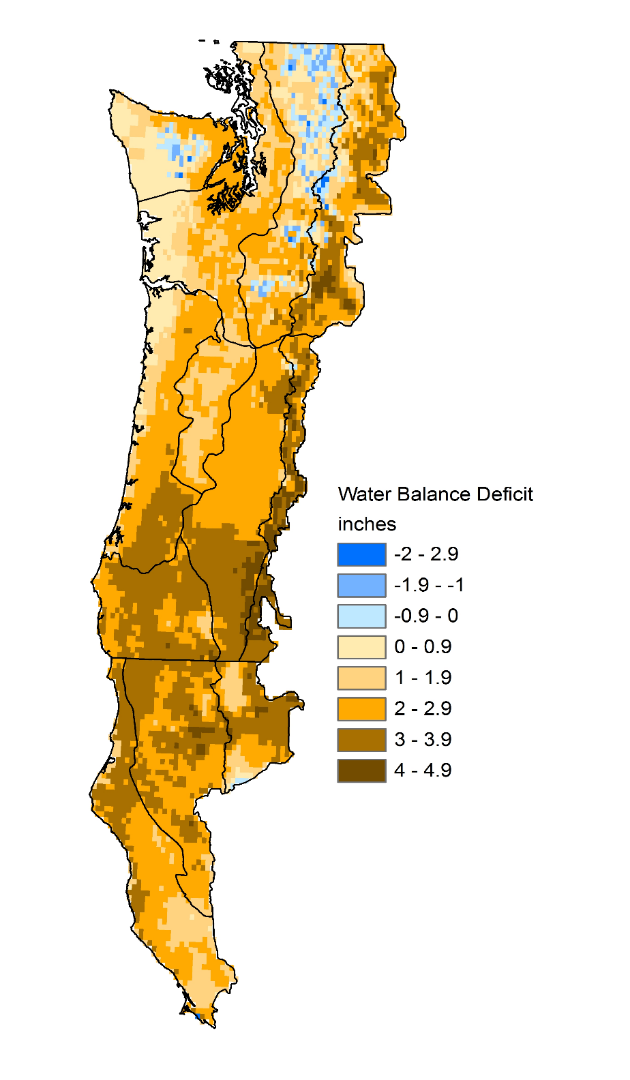 Water Balance Deficit
inches
-2 - 2.9
-1.9 - -1
-0.9 - 0
0 - 0.9
1 - 1.9
2 - 2.9
3 - 3.9
4 - 4.9